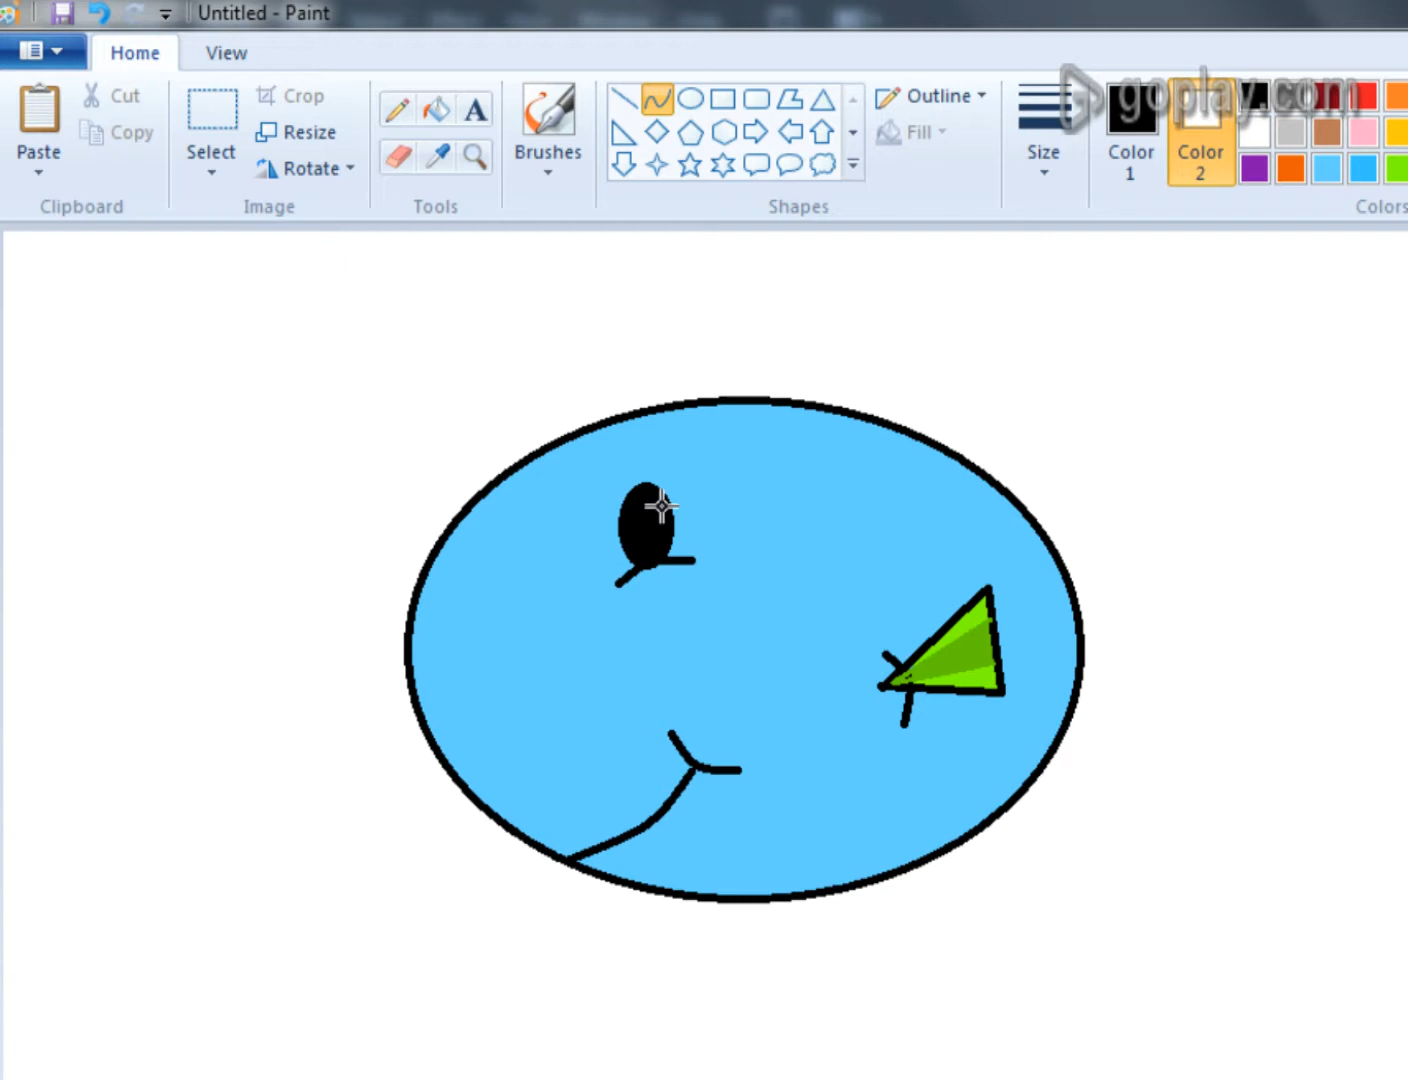 Untitled - Paint
Home View
goplay.com
Cut
Copy
Paste
Clipboard
Crop
Resize
Rotate
Select
Image
A
Tools
Brushes
Outline
Fill
Shapes
Size
Color
1
Color
2
Colors